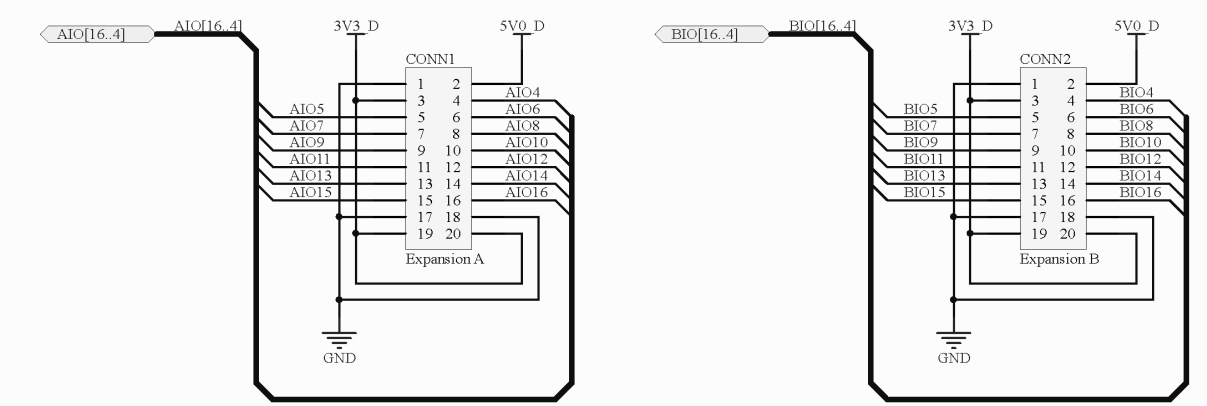 AIO[16..4] AIO[16..4] 3V3_D 5V0_D
CONN1
1 2
3 4 AIO4
AIO5 5 6 AIO6
AIO7 7 8 AIO8
AIO9 9 10 AIO10
AIO11 11 12 AIO12
AIO13 13 14 AIO14
AIO15 15 16 AIO16
17 18
19 20
Expansion A
GND
BIO[16..4] BIO[16..4] 3V3_D 5V0_D
CONN2
1 2
3 4 BIO4
BIO5 5 6 BIO6
BIO7 7 8 BIO8
BIO9 9 10 BIO10
BIO11 11 12 BIO12
BIO13 13 14 BIO14
BIO15 15 16 BIO16
17 18
19 20
Expansion B
GND